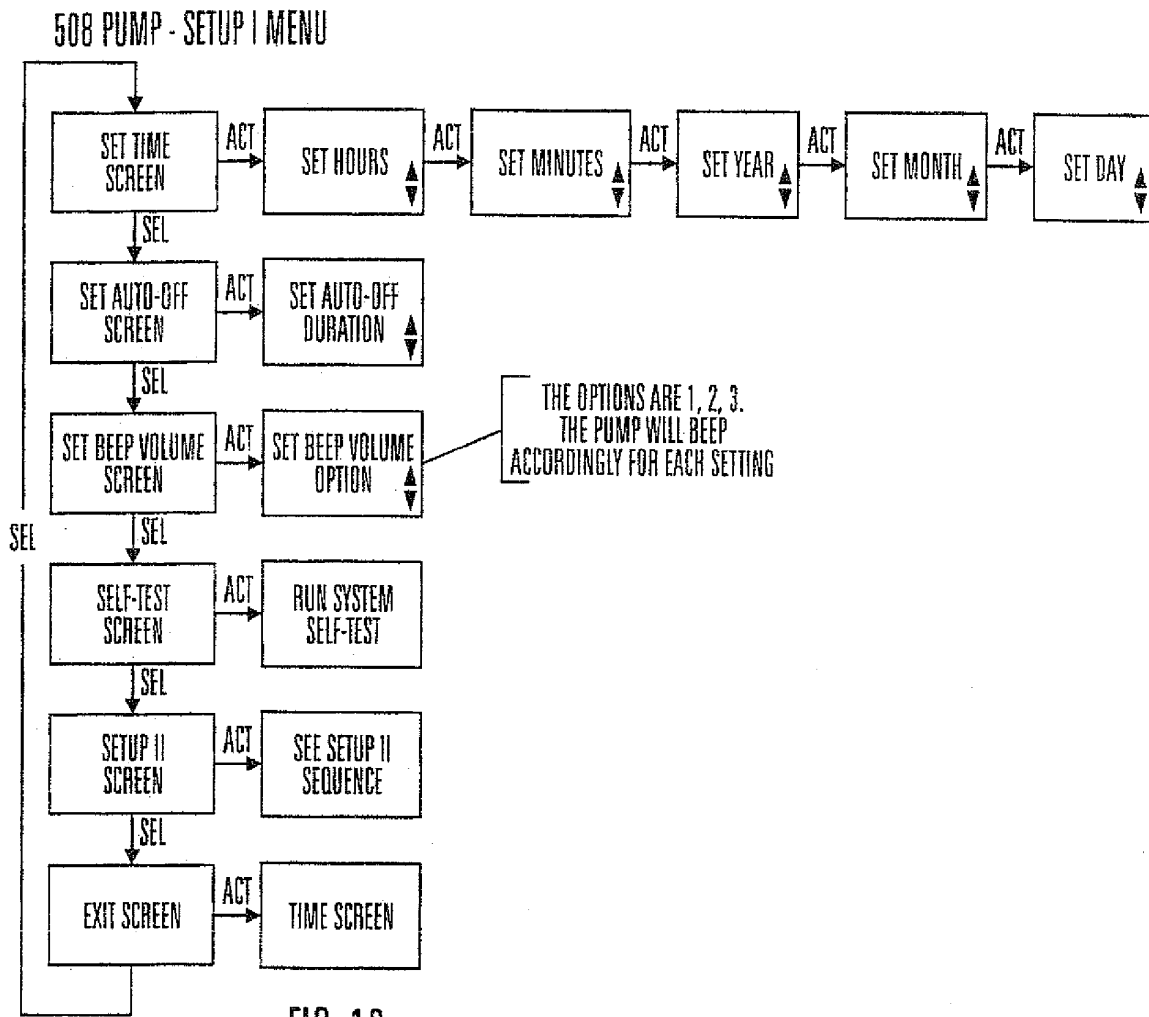 508 PUMP - SETUP I MENU
SET TIME
SCREEN
ACT
SET HOURS
ACT
SET MINUTES
ACT
SET YEAR
ACT
SET MONTH
ACT
SET DAY
SEL
SET AUTO-OFF
SCREEN
ACT
SET AUTO-OFF
DURATION
SEL
SET BEEP VOLUME
SCREEN
ACT
SET BEEP VOLUME
OPTION
THE OPTIONS ARE 1, 2, 3.
THE PUMP WILL BEEP
ACCORDINGLY FOR EACH SETTING
SEL
SEL
SELF-TEST
SCREEN
ACT
RUN SYSTEM
SELF-TEST
SEL
SETUP II
SCREEN
ACT
SEE SETUP II
SEQUENCE
SEL
EXIT SCREEN
ACT
TIME SCREEN